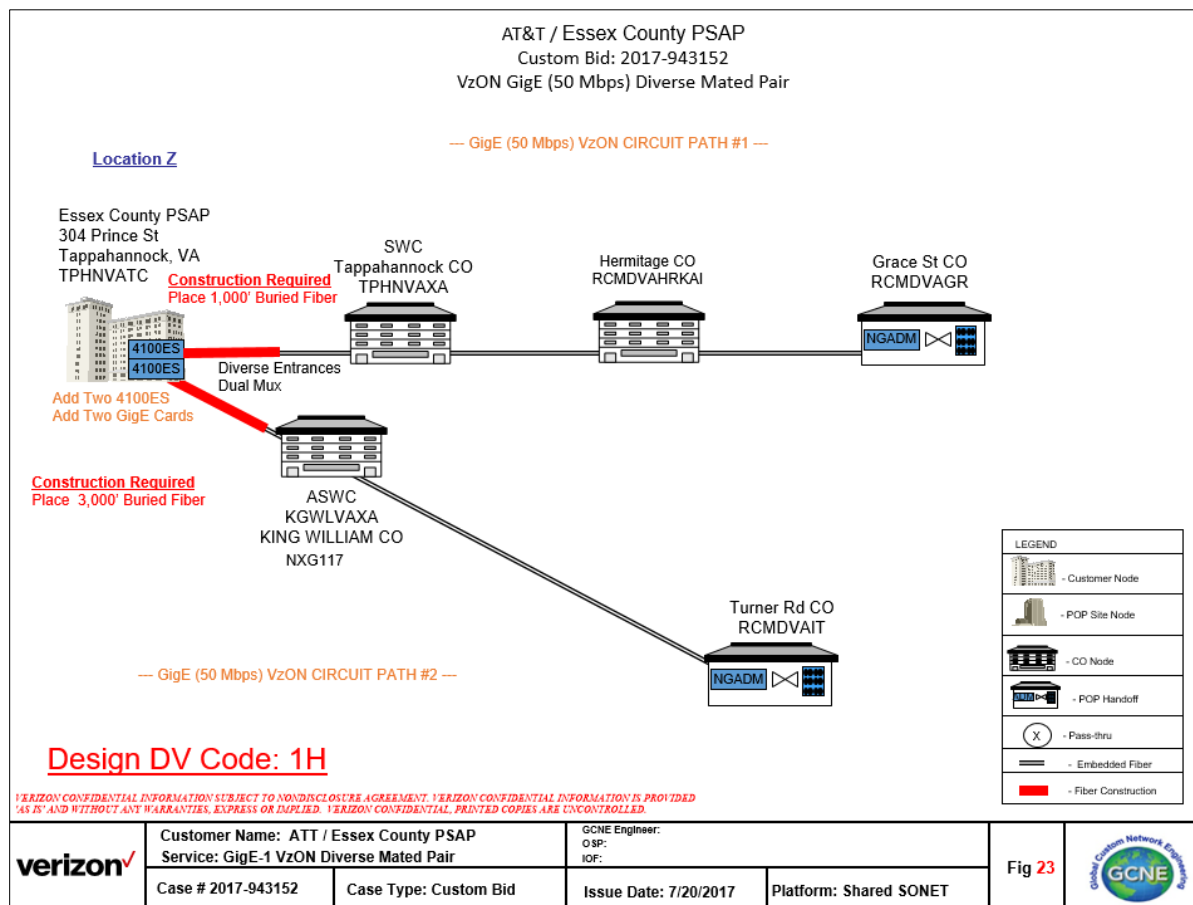 AT&T / Essex County PSAP
Custom Bid: 2017-943152
VzON GigE (50 Mbps) Diverse Mated Pair
--- GigE (50 Mbps) VzON CIRCUIT PATH #1 ---
Location Z
Essex County PSAP
304 Prince St
Tappahannock, VA
TPHNVATC
Construction Required
Place 1,000' Buried Fiber
SWC
Tappahannock CO
TPHNVAXA
Hermitage CO
RCMDVAHRKAI
Grace St CO
RCMDVAGR
NGADM
4100ES
4100ES
Diverse Entrances
Dual Mux
Add Two 4100ES
Add Two GigE Cards
Construction Required
Place 3,000' Buried Fiber
ASWC
KGWLVAXA
KING WILLIAM CO
NXG117
Turner Rd CO
RCMDVAIT
NGADM
--- GigE (50 Mbps) VzON CIRCUIT PATH #2 ---
LEGEND
- Customer Node
- POP Site Node
- CO Node
- POP Handoff
X
- Pass-thru
- Embedded Fiber
- Fiber Construction
Design DV Code: 1H
VERIZON CONFIDENTIAL INFORMATION SUBJECT TO NONDISCLOSURE AGREEMENT. VERIZON CONFIDENTIAL INFORMATION IS PROVIDED
'AS IS' AND WITHOUT ANY WARRANTIES, EXPRESS OR IMPLIED. VERIZON CONFIDENTIAL, PRINTED COPIES ARE UNCONTROLLED.
verizon
Customer Name: ATT / Essex County PSAP
Service: GigE-1 VzON Diverse Mated Pair
GCNE Engineer:
OSP:
IOF:
Case # 2017-943152
Case Type: Custom Bid
Issue Date: 7/20/2017
Platform: Shared SONET
Fig 23
Global Custom Network Engineering
GCNE